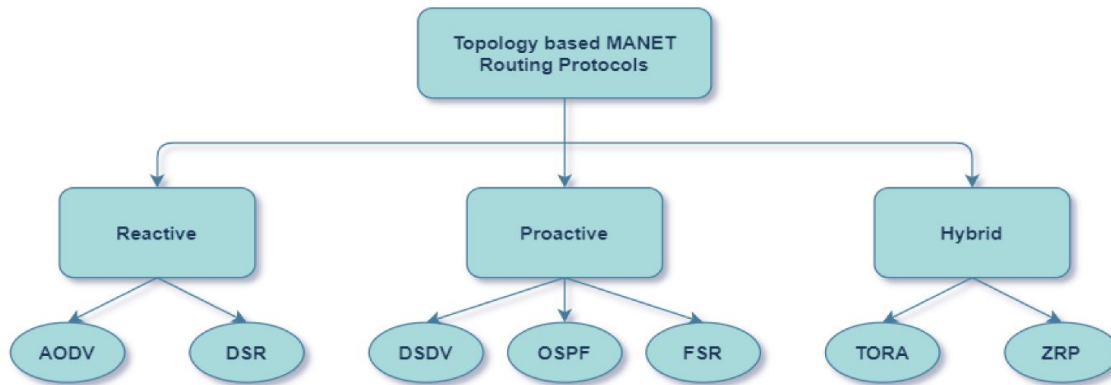 Topology based MANET
Routing Protocols
Reactive
Proactive
Hybrid
AODV
DSR
DSDV
OSPF
FSR
TORA
ZRP